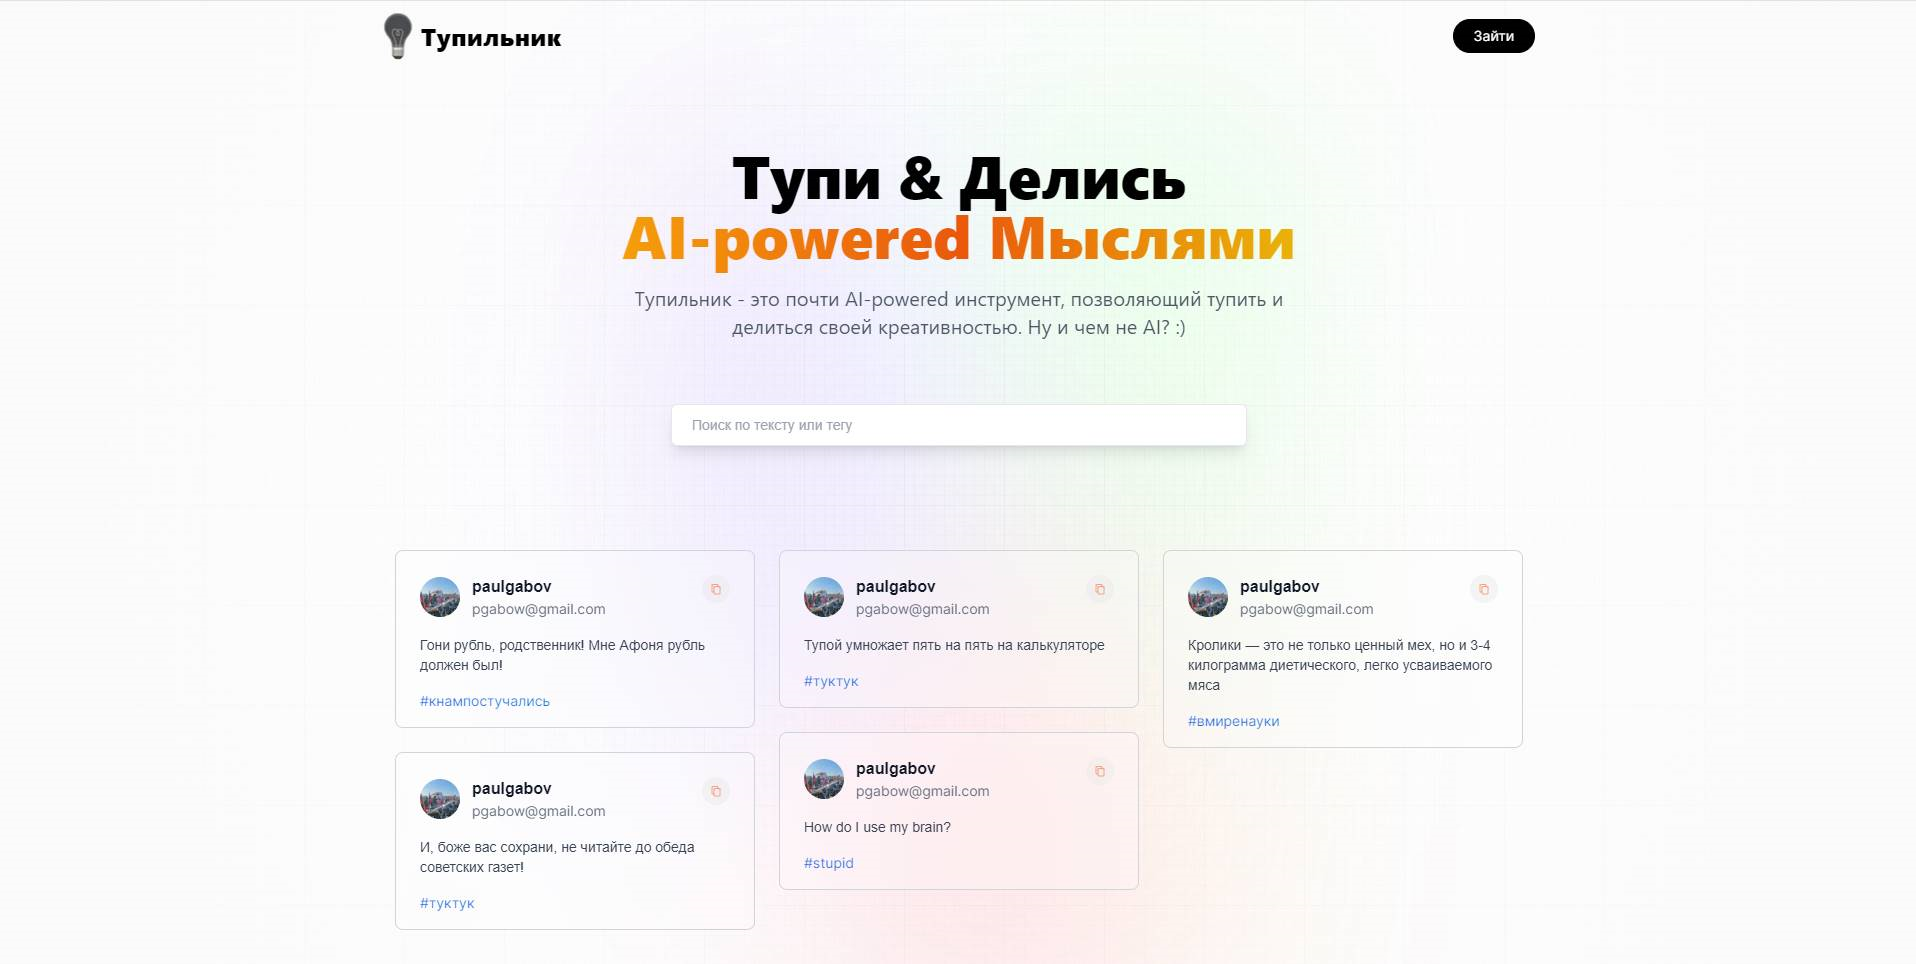 Тупильник
Зайти
Тупи & Делись
AI-powered Мыслями
Тупильник - это почти AI-powered инструмент, позволяющий тупить и
делиться своей креативностью. Ну и чем не AI? :)
Поиск по тексту или тегу
paulgabov
pgabow@gmail.com
Гони рубль, родственник! Мне Афоня рубль
должен был!
#кнампостучались
paulgabov
pgabow@gmail.com
И, боже вас сохрани, не читайте до обеда
советских газет!
#туктук
paulgabov
pgabow@gmail.com
Тупой умножает пять на пять на калькуляторе
#туктук
paulgabov
pgabow@gmail.com
How do I use my brain?
#stupid
paulgabov
pgabow@gmail.com
Кролики — это не только ценный мех, но и 3-4
килограмма диетического, легко усваиваемого
мяса
#вмиренауки